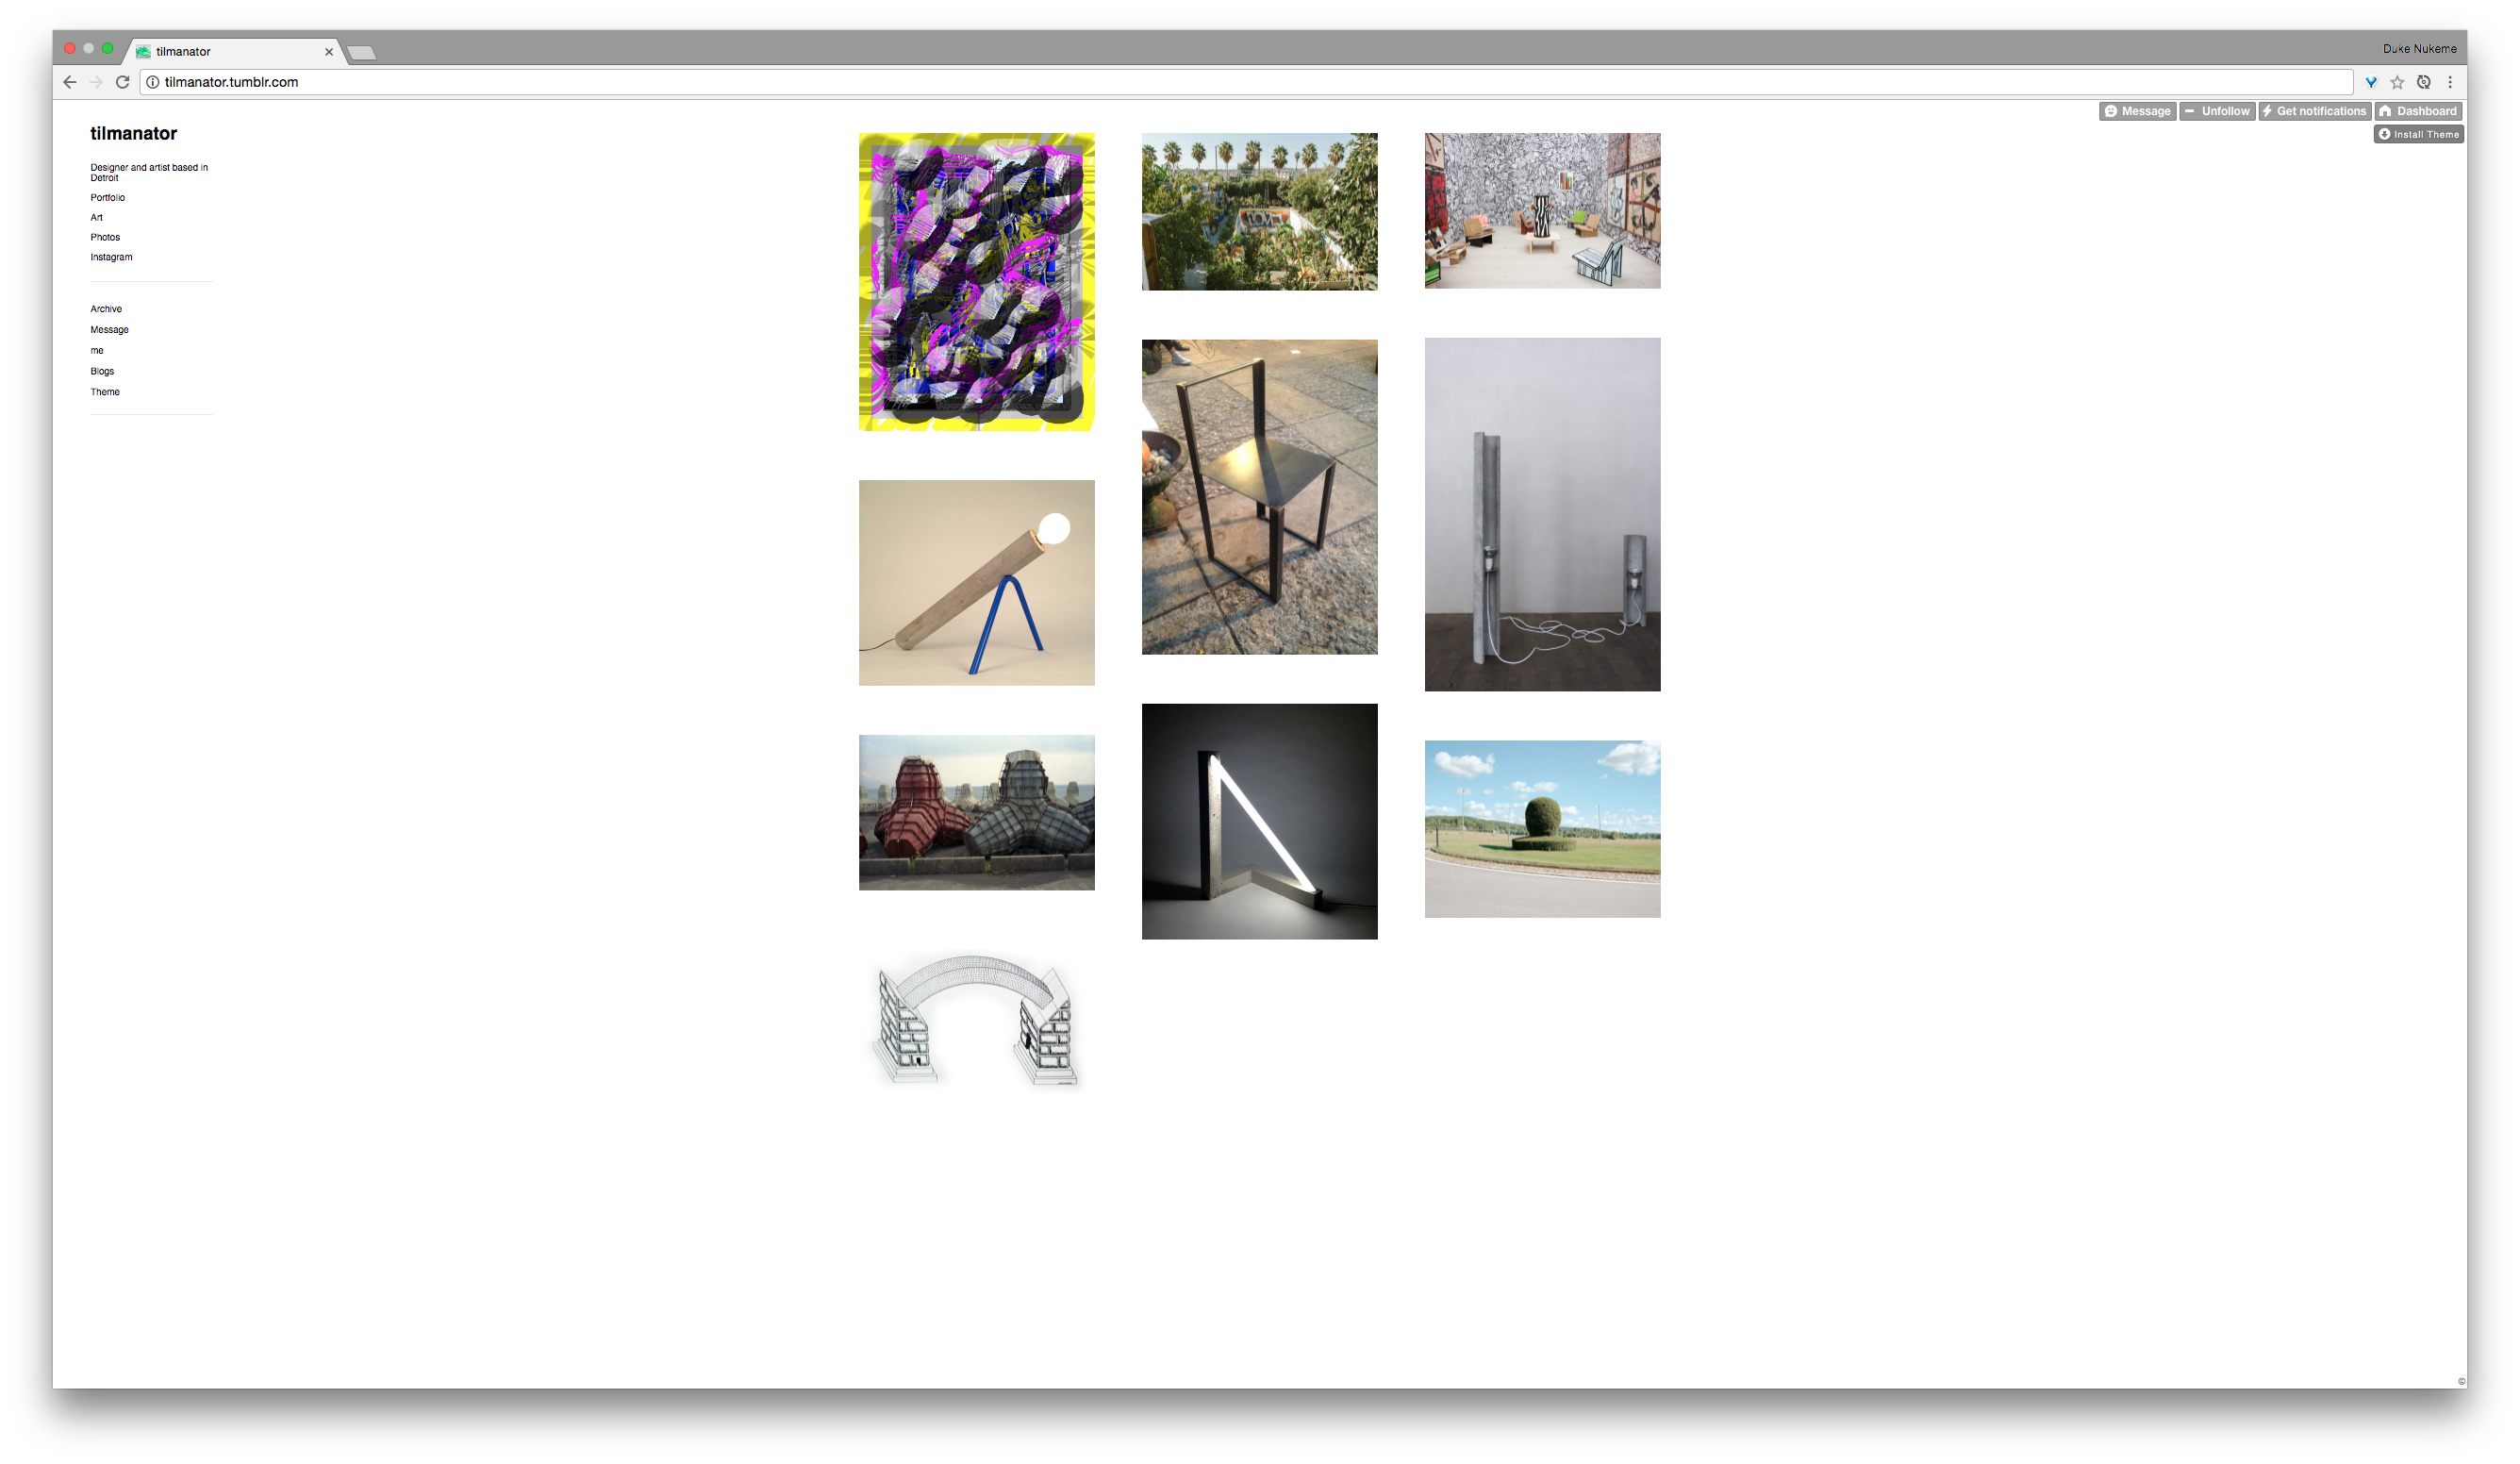 tilmanator
Duke Nukeme
tilmanator.tumblr.com
Message
Unfollow
Get notifications
Dashboard
Install Theme
tilmanator
Designer and artist based in
Detroit
Portfolio
Art
Photos
Instagram
Archive
Message
me
Blogs
Theme
©